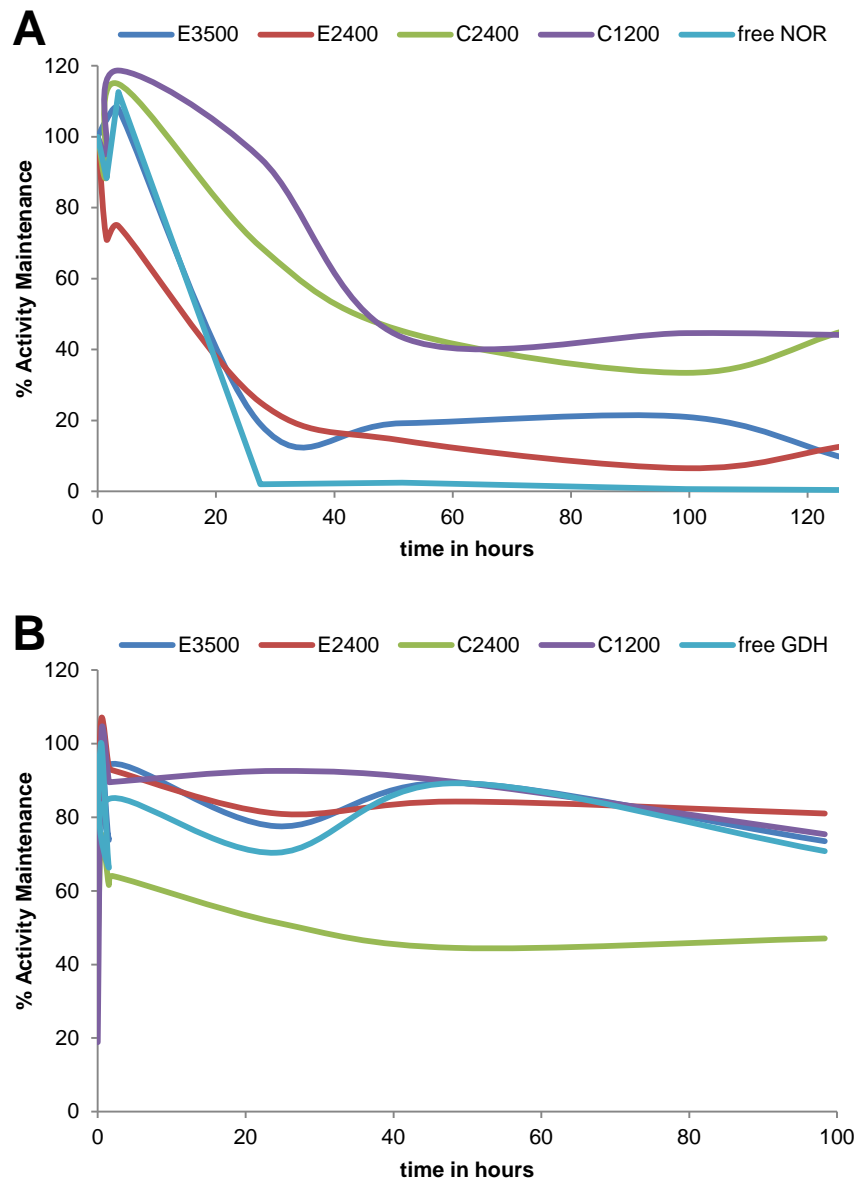 A
E3500 E2400 C2400 C1200 free NOR
120
100
80
60
40
20
0
% Activity Maintenance
0 20 40 60 80 100 120
time in hours
B
E3500 E2400 C2400 C1200 free GDH
120
100
80
60
40
20
0
% Activity Maintenance
0 20 40 60 80 100
time in hours